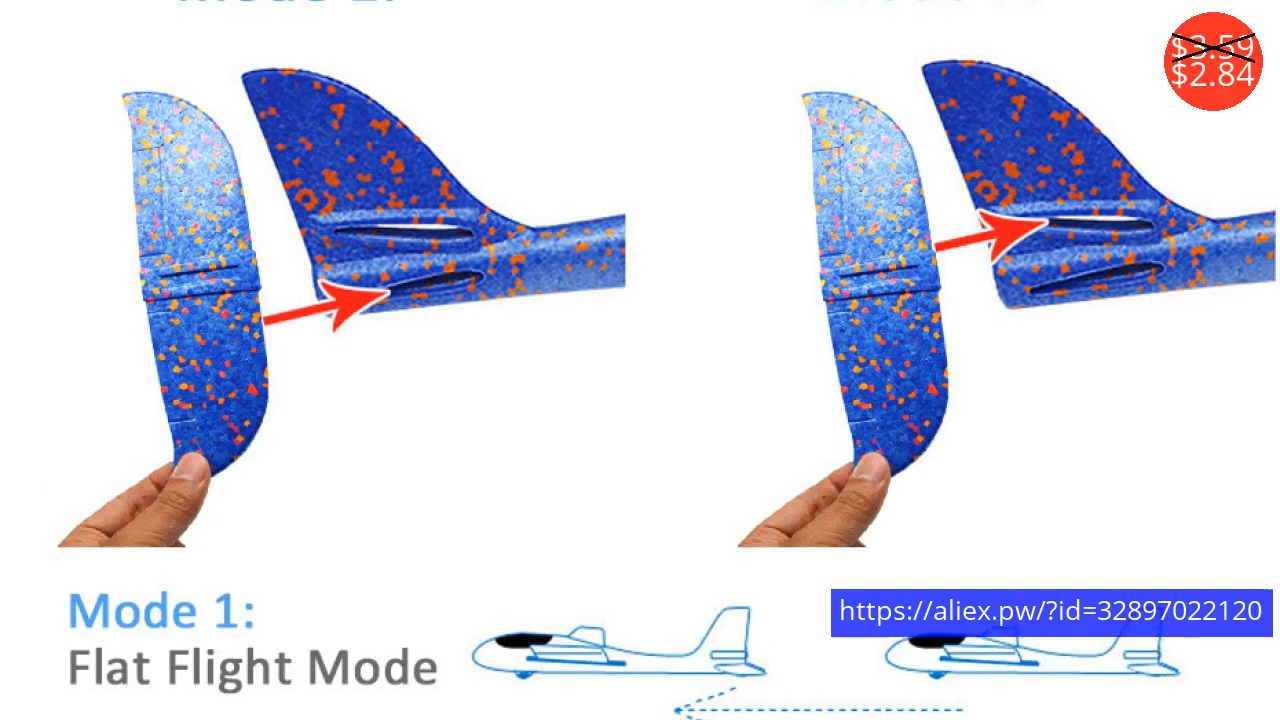 $3.59
$2.84
https://aliex.pw/?id=32897022120
Mode 1:
Flat Flight Mode